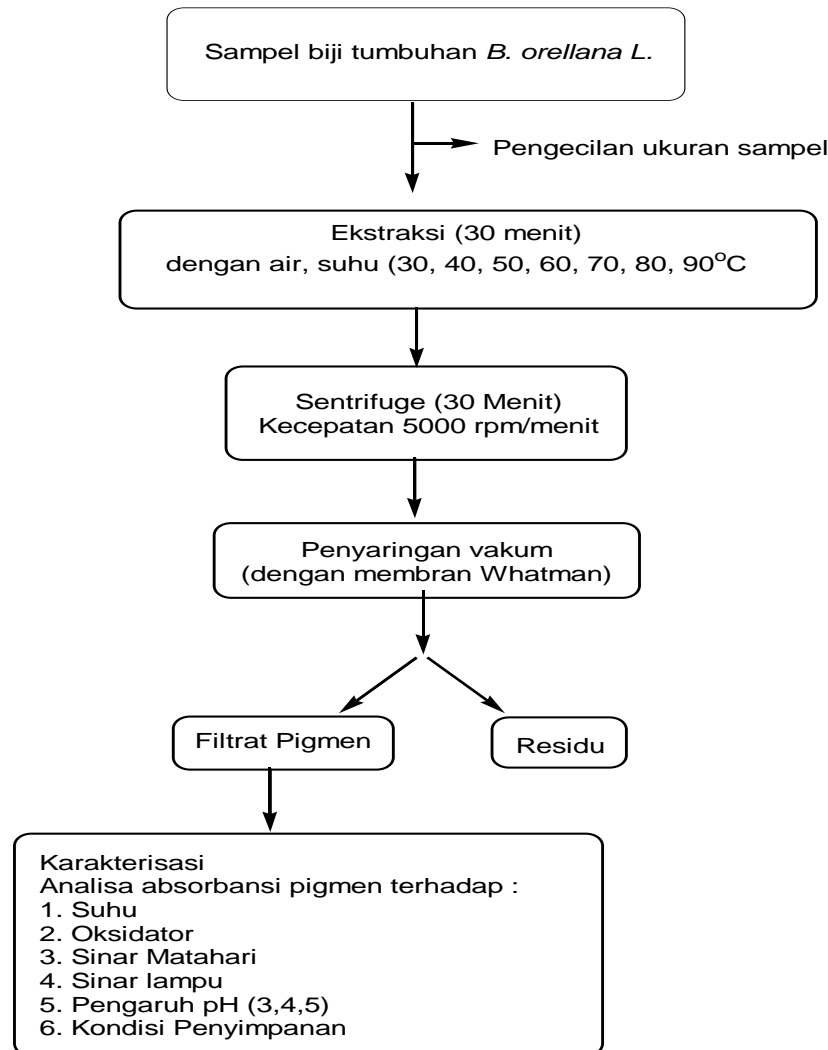 Sampel biji tumbuhan B. orellana L.
Pengecilan ukuran sampel
Ekstraksi (30 menit)
dengan air, suhu (30, 40, 50, 60, 70, 80, 90°C
Sentrifuge (30 Menit)
Kecepatan 5000 rpm/menit
Penyaringan vakum
(dengan membran Whatman)
Filtrat Pigmen
Residu
Karakterisasi
Analisa absorbansi pigmen terhadap :
1. Suhu
2. Oksidator
3. Sinar Matahari
4. Sinar lampu
5. Pengaruh pH (3,4,5)
6. Kondisi Penyimpanan